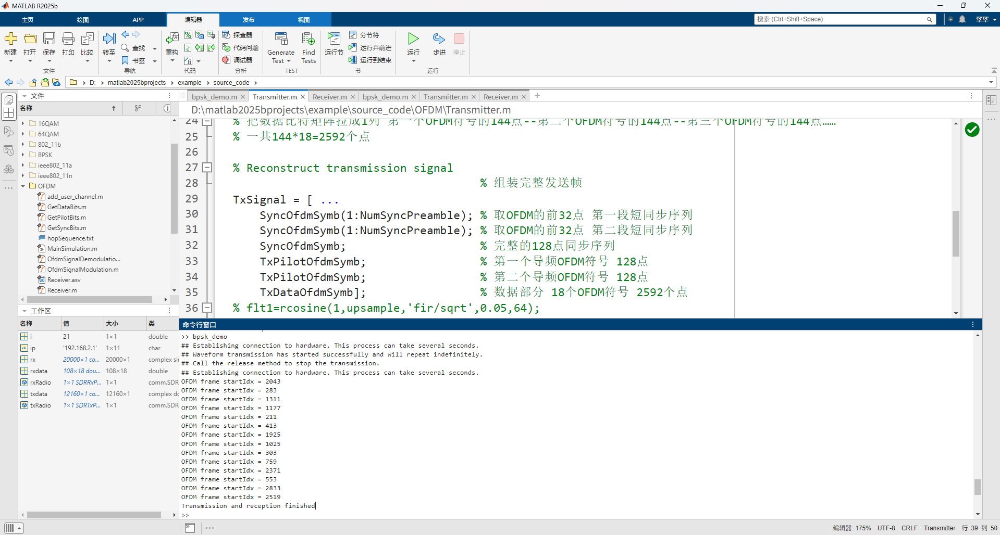 MATLAB R2025b
主页 绘图 APP 编辑器 发布 视图 搜索 (Ctrl+Shift+Space) 翠翠
新建 打开 保存 打印 比较 转至 查找 书签 重构 探查器 代码问题 调试器 Generate Test Find Tests 运行节 分节符 运行并前进 运行到结束 运行 步进 停止
文件 导航 代码 分析 TEST 节 运行
D: matlab2025bprojects example source_code
文件
名称
16QAM
64QAM
802_11b
BPSK
ieee802_11a
ieee802_11n
OFDM
add_user_channel.m
GetDataBits.m
GetPilotBits.m
GetSyncBits.m
hopSequence.txt
MainSimulation.m
OfdmSignalDemodulatio...
OfdmSignalModulation.m
Receiver.asv
Receiver.m
工作区
名称 值 大小 类
i 21 1×1 double
ip '192.168.2.1' 1×11 char
rx 20000×1 co... 20000×1 complex si
rxdata 108×18 dou... 108×18 double
rxRadio 1×1 SDRRxP... 1×1 comm.SDR
txdata 12160×1 co... 12160×1 complex do
txRadio 1×1 SDRTxP... 1×1 comm.SDR
bpsk_demo.m Transmitter.m Receiver.m bpsk_demo.m Transmitter.m Receiver.m
D:\matlab2025bprojects\example\source_code\OFDM\Transmitter.m
24 % 把数据比特矩阵拉成1列 第一个OFDM符号的144点--第二个OFDM符号的144点--第三个OFDM符号的144点……
25 % 一共144*18=2592个点
26
27 % Reconstruct transmission signal
28 % 组装完整发送帧
29 TxSignal = [ ...
30 SyncOfdmSymb(1:NumSyncPreamble); % 取OFDM的前32点 第一段短同步序列
31 SyncOfdmSymb(1:NumSyncPreamble); % 取OFDM的前32点 第二段短同步序列
32 SyncOfdmSymb; % 完整的128点同步序列
33 TxPilotOfdmSymb; % 第一个导频OFDM符号 128点
34 TxPilotOfdmSymb; % 第二个导频OFDM符号 128点
35 TxDataOfdmSymb]; % 数据部分 18个OFDM符号 2592个点
36 % flt1=rcosine(1,upsample,'fir/sqrt',0.05,64);
命令行窗口
>> bpsk_demo
## Establishing connection to hardware. This process can take several seconds.
## Waveform transmission has started successfully and will repeat indefinitely.
## Call the release method to stop the transmission.
## Establishing connection to hardware. This process can take several seconds.
OFDM frame startIdx = 2043
OFDM frame startIdx = 283
OFDM frame startIdx = 1311
OFDM frame startIdx = 1177
OFDM frame startIdx = 211
OFDM frame startIdx = 413
OFDM frame startIdx = 1925
OFDM frame startIdx = 1025
OFDM frame startIdx = 303
OFDM frame startIdx = 759
OFDM frame startIdx = 2371
OFDM frame startIdx = 553
OFDM frame startIdx = 2833
OFDM frame startIdx = 2519
Transmission and reception finished
>>
编辑器: 175% UTF-8 CRLF Transmitter 行 39 列 50